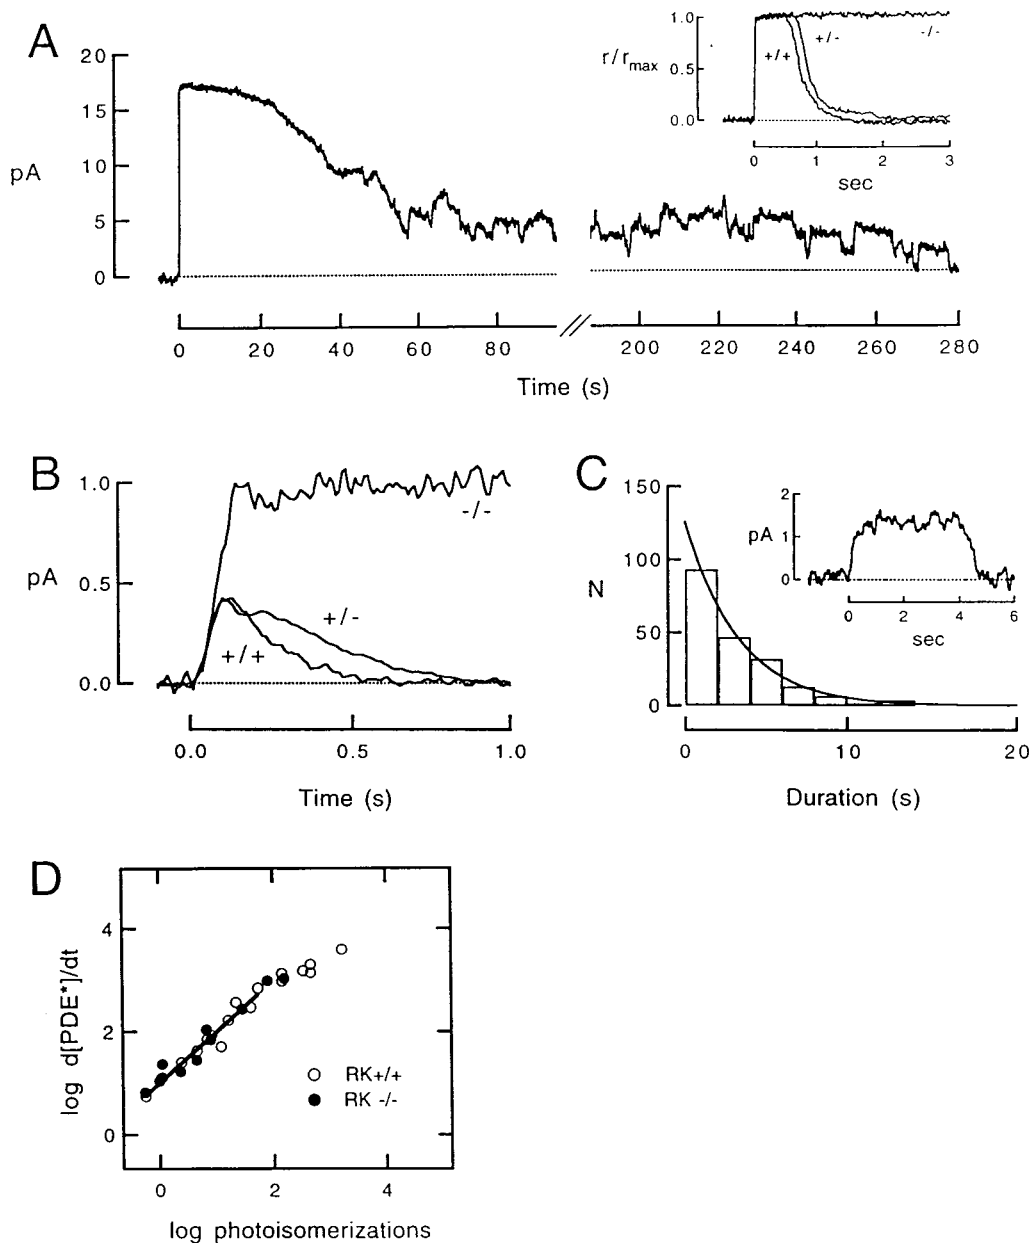 A
20
15
10
5
0
pA
0 20 40 60 80 200 220 240 260 280
Time (s)
1.0
0.5
0.0
r/rmax
+/+
+/-
-/-
0 1 2 3
sec
B
1.0
0.5
0.0
pA
-/-
+/-
+/+
0.0 0.5 1.0
Time (s)
C
150
100
50
0
N
0 10 20
Duration (s)
2
1
0
pA
0 2 4 6
sec
D
4
2
0
log d[PDE*]/dt
RK+/+
RK -/-
0 2 4
log photoisomerizations